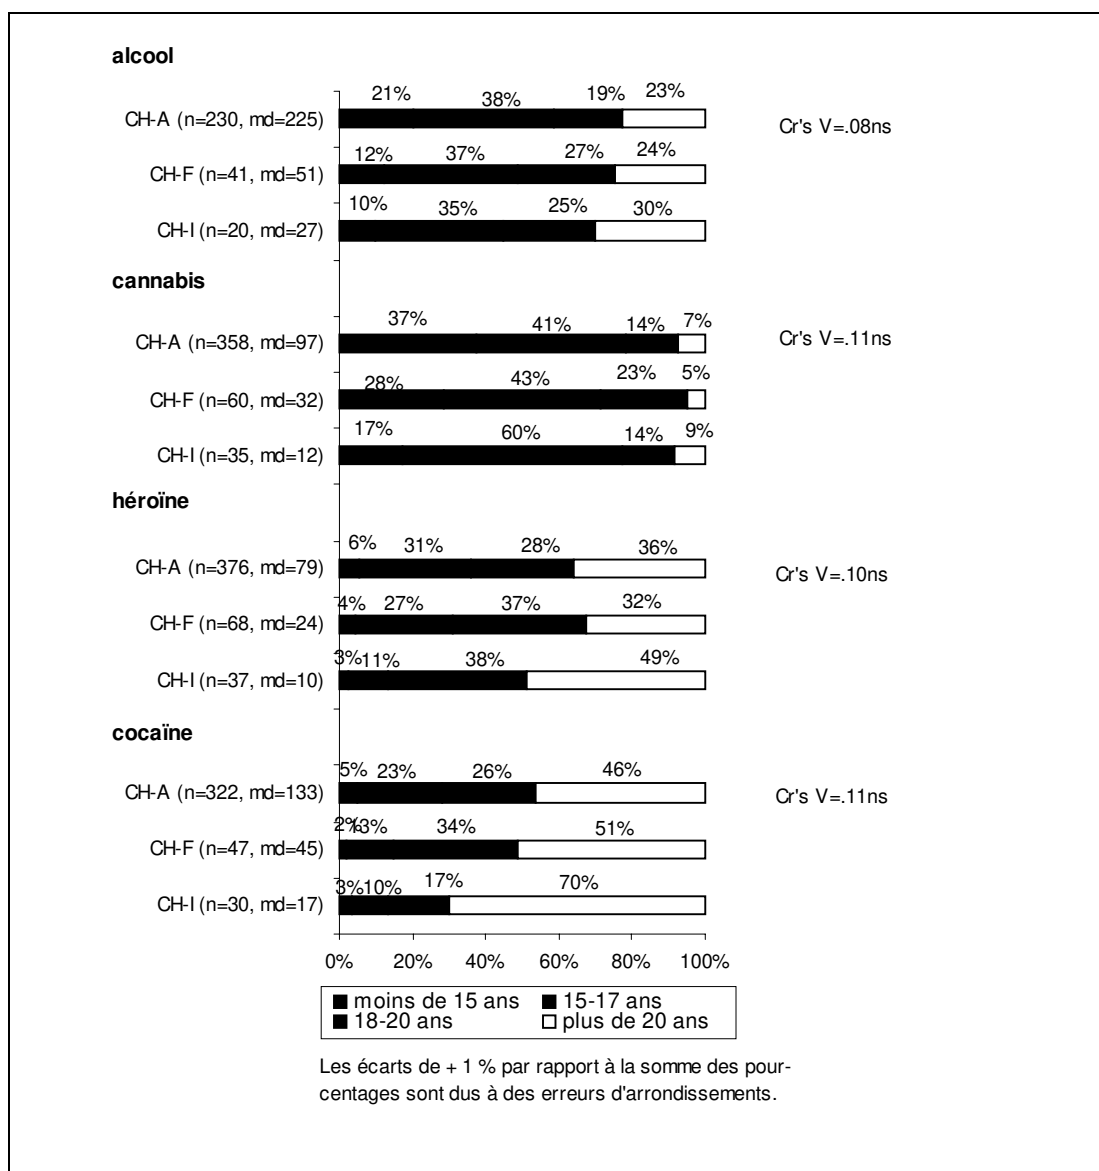 alcool
21% 38% 19% 23%
CH-A (n=230, md=225)
Cr's V=.08ns
12% 37% 27% 24%
CH-F (n=41, md=51)
10% 35% 25% 30%
CH-I (n=20, md=27)
cannabis
37% 41% 14% 7%
CH-A (n=358, md=97)
Cr's V=.11ns
28% 43% 23% 5%
CH-F (n=60, md=32)
17% 60% 14% 9%
CH-I (n=35, md=12)
héroïne
6% 31% 28% 36%
CH-A (n=376, md=79)
Cr's V=.10ns
4% 27% 37% 32%
CH-F (n=68, md=24)
3% 11% 38% 49%
CH-I (n=37, md=10)
cocaïne
5% 23% 26% 46%
CH-A (n=322, md=133)
Cr's V=.11ns
2% 13% 34% 51%
CH-F (n=47, md=45)
3% 10% 17% 70%
CH-I (n=30, md=17)
0% 20% 40% 60% 80% 100%
moins de 15 ans 15-17 ans
18-20 ans plus de 20 ans
Les écarts de + 1 % par rapport à la somme des pour-
centages sont dus à des erreurs d'arrondissements.